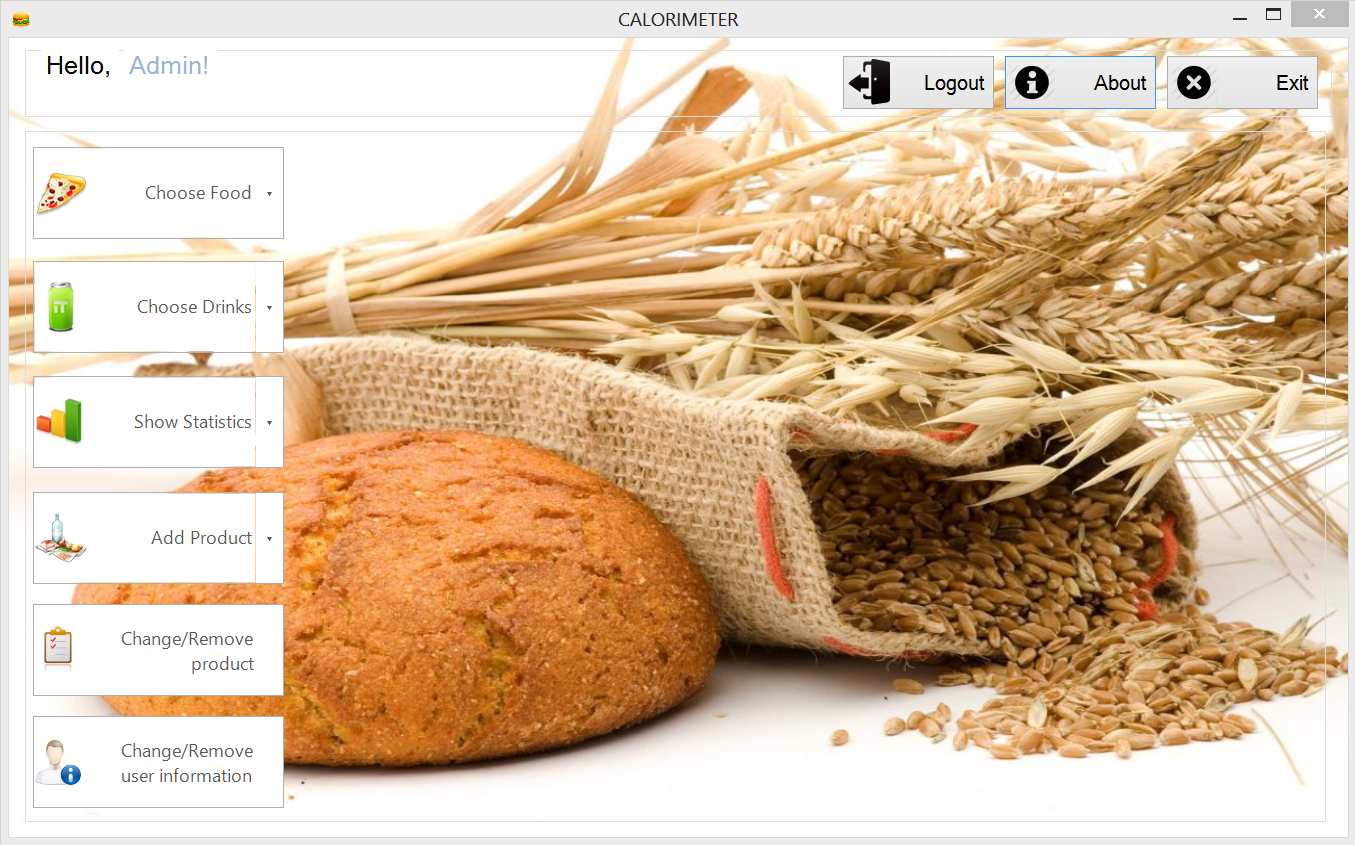 CALORIMETER
Hello, Admin!
Logout
About
Exit
Choose Food
Choose Drinks
Show Statistics
Add Product
Change/Remove
product
Change/Remove
user information